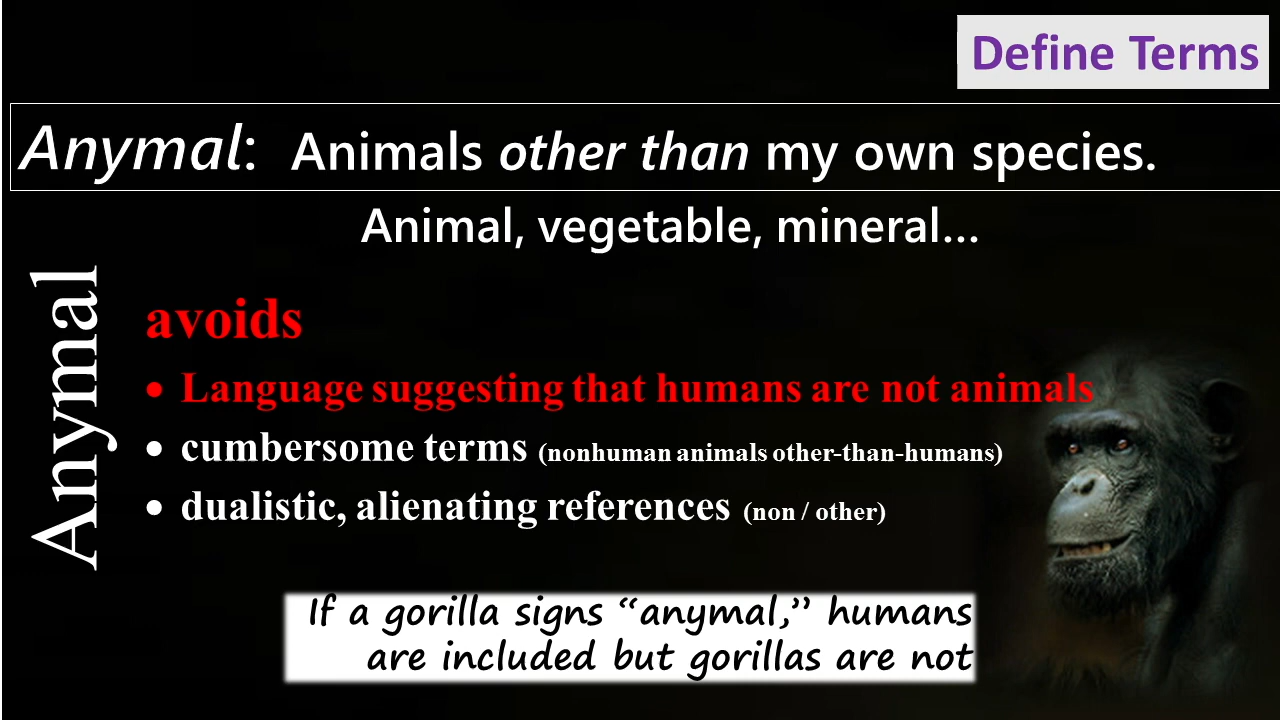 Define Terms
Anymal: Animals other than my own species.
Animal, vegetable, mineral...
Anymal
avoids
• Language suggesting that humans are not animals
• cumbersome terms (nonhuman animals other-than-humans)
• dualistic, alienating references (non / other)
If a gorilla signs “anymal,” humans
are included but gorillas are not